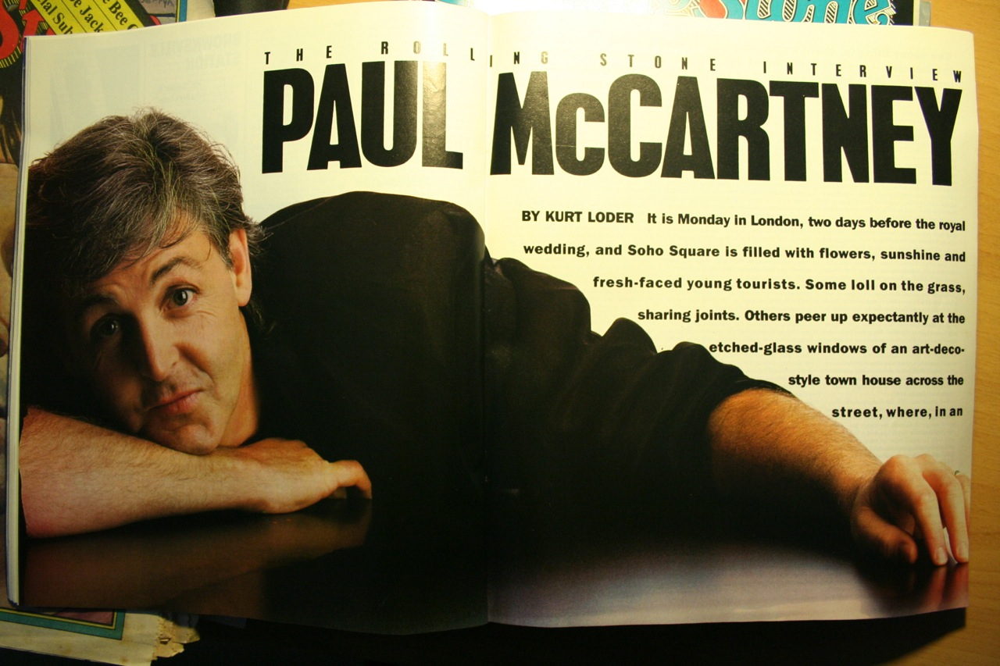 THE ROLLING STONE INTERVIEW
PAUL McCARTNEY
BY KURT LODER It is Monday in London, two days before the royal
wedding, and Soho Square is filled with flowers, sunshine and
fresh-faced young tourists. Some loll on the grass,
sharing joints. Others peer up expectantly at the
etched-glass windows of an art-deco-
style town house across the
street, where, in an